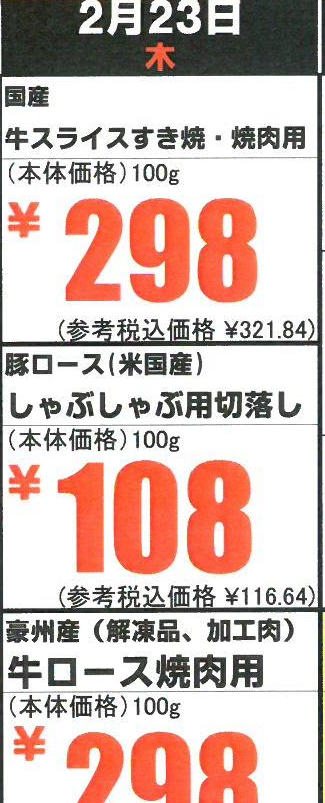 2月23日
木
国産
牛スライスすき焼・焼肉用
(本体価格)100g
¥298
(参考税込価格 ¥321.84)
豚ロース(米国産)
しゃぶしゃぶ用切落し
(本体価格)100g
¥108
(参考税込価格 ¥116.64)
豪州産（解凍品、加工肉）
牛ロース焼肉用
(本体価格)100g
¥298